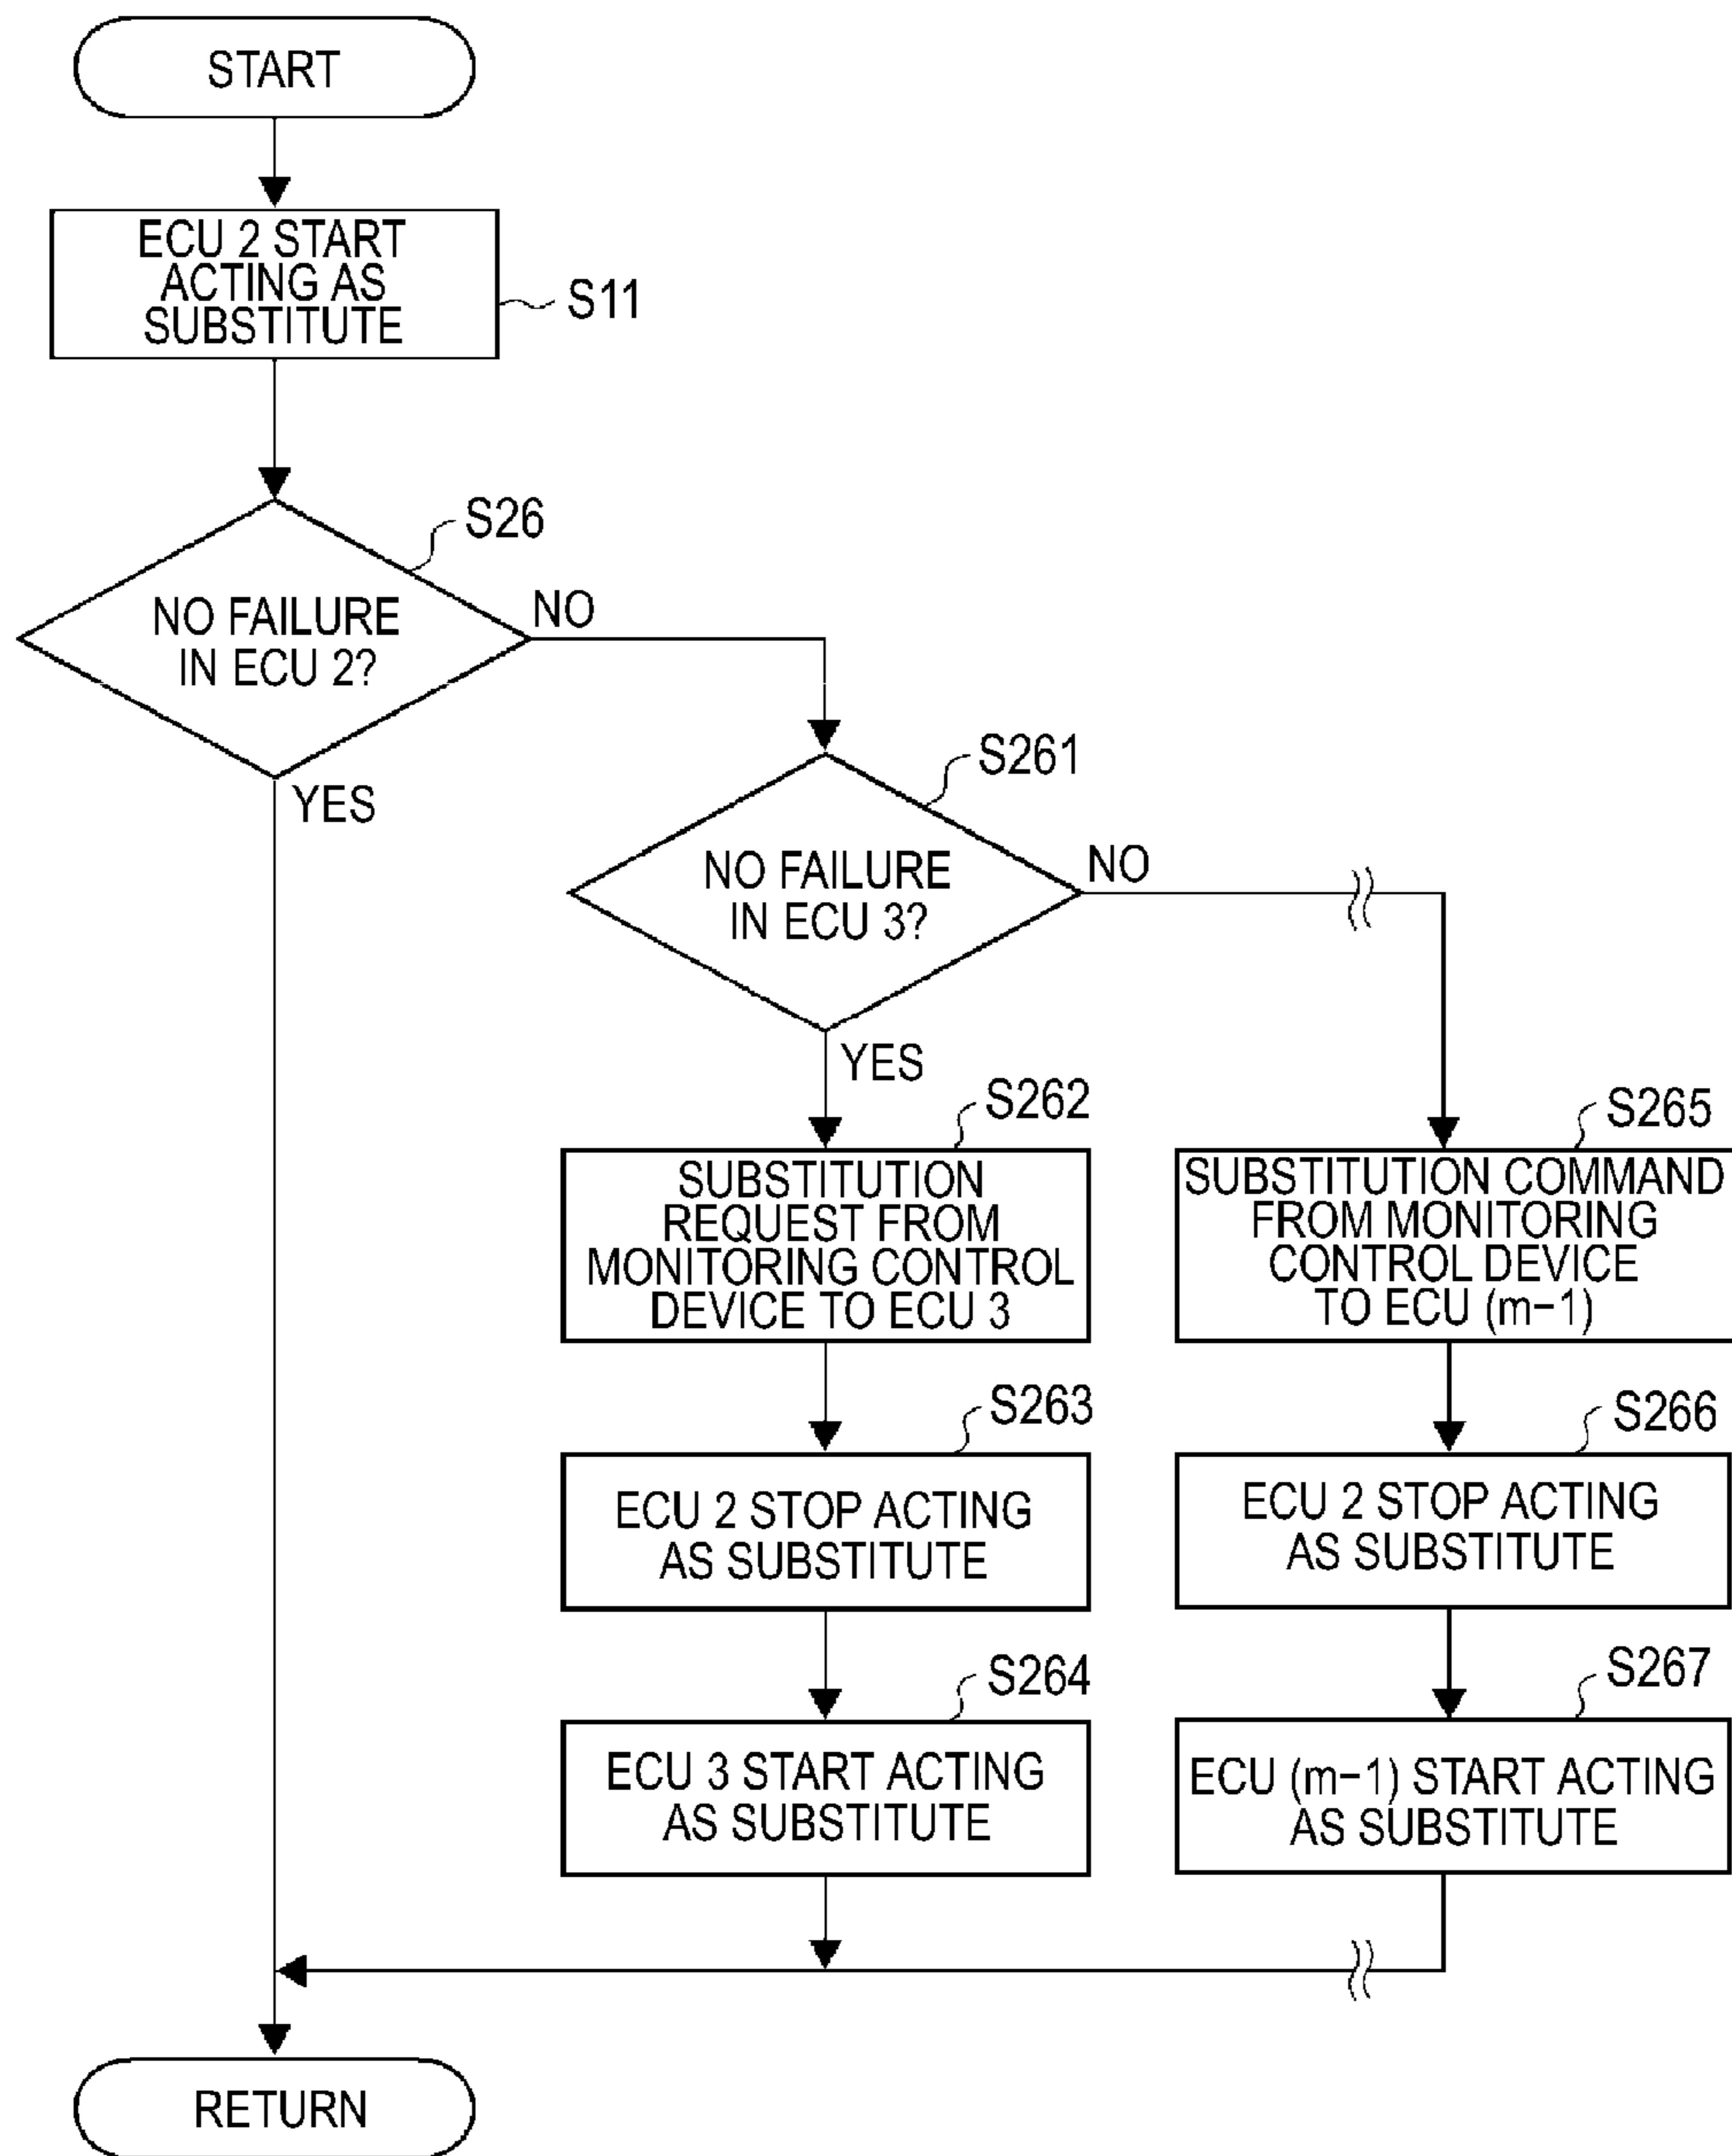 START
ECU 2 START
ACTING AS
SUBSTITUTE
S11
S26
NO FAILURE
IN ECU 2?
NO
YES
S261
NO FAILURE
IN ECU 3?
NO
YES
S262
SUBSTITUTION
REQUEST FROM
MONITORING CONTROL
DEVICE TO ECU 3
S265
SUBSTITUTION COMMAND
FROM MONITORING
CONTROL DEVICE
TO ECU (m-1)
S263
ECU 2 STOP ACTING
AS SUBSTITUTE
S266
ECU 2 STOP ACTING
AS SUBSTITUTE
S264
ECU 3 START ACTING
AS SUBSTITUTE
S267
ECU (m-1) START ACTING
AS SUBSTITUTE
RETURN